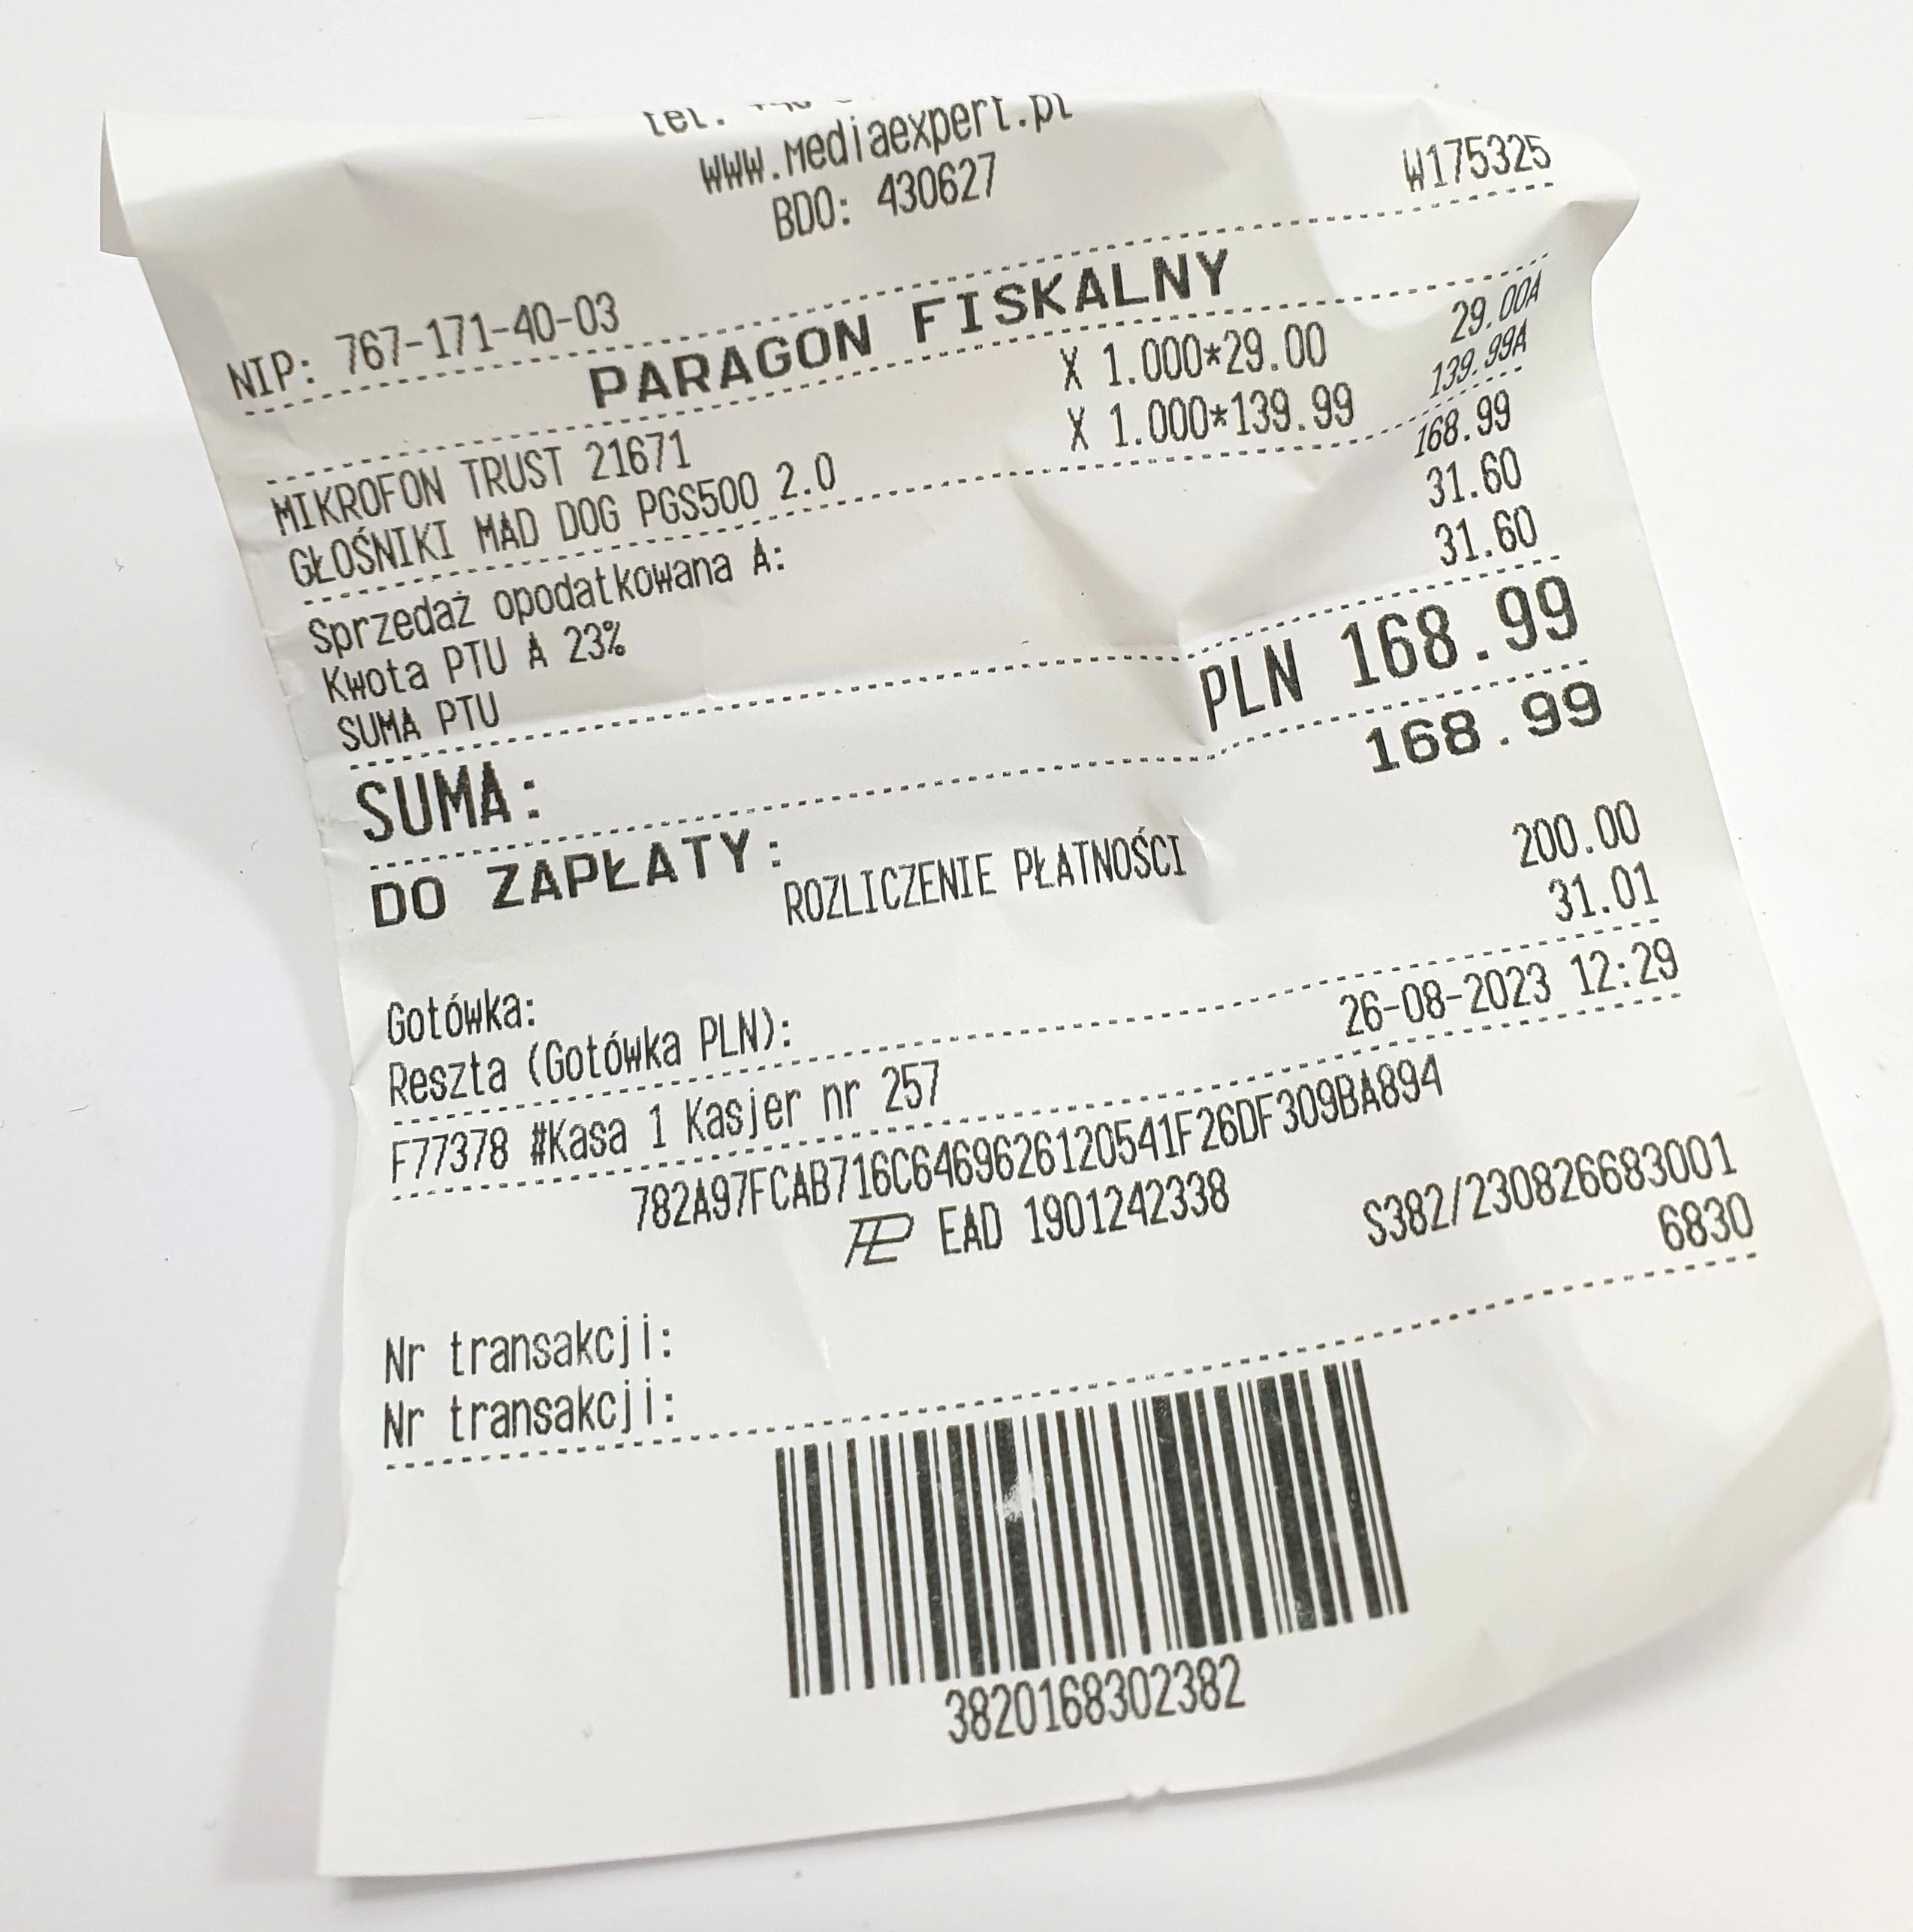 tel.
www.mediaexpert.pl
BDO: 430627
NIP: 767-171-40-03 W175325
PARAGON FISKALNY
MIKROFON TRUST 21671 X 1.000*29.00 29.00A
GŁOŚNIKI MAD DOG PGS500 2.0 X 1.000*139.99 139.99A
Sprzedaż opodatkowana A: 168.99
Kwota PTU A 23% 31.60
SUMA PTU 31.60
SUMA: PLN 168.99
DO ZAPŁATY: 168.99
ROZLICZENIE PŁATNOŚCI
Gotówka: 200.00
Reszta (Gotówka PLN): 31.01
F77378 #Kasa 1 Kasjer nr 257 26-08-2023 12:29
782A97FCAB716C6469626120541F26DF309BA894
EAD 1901242338
Nr transakcji: S382/230826683001
Nr transakcji: 6830
3820168302382